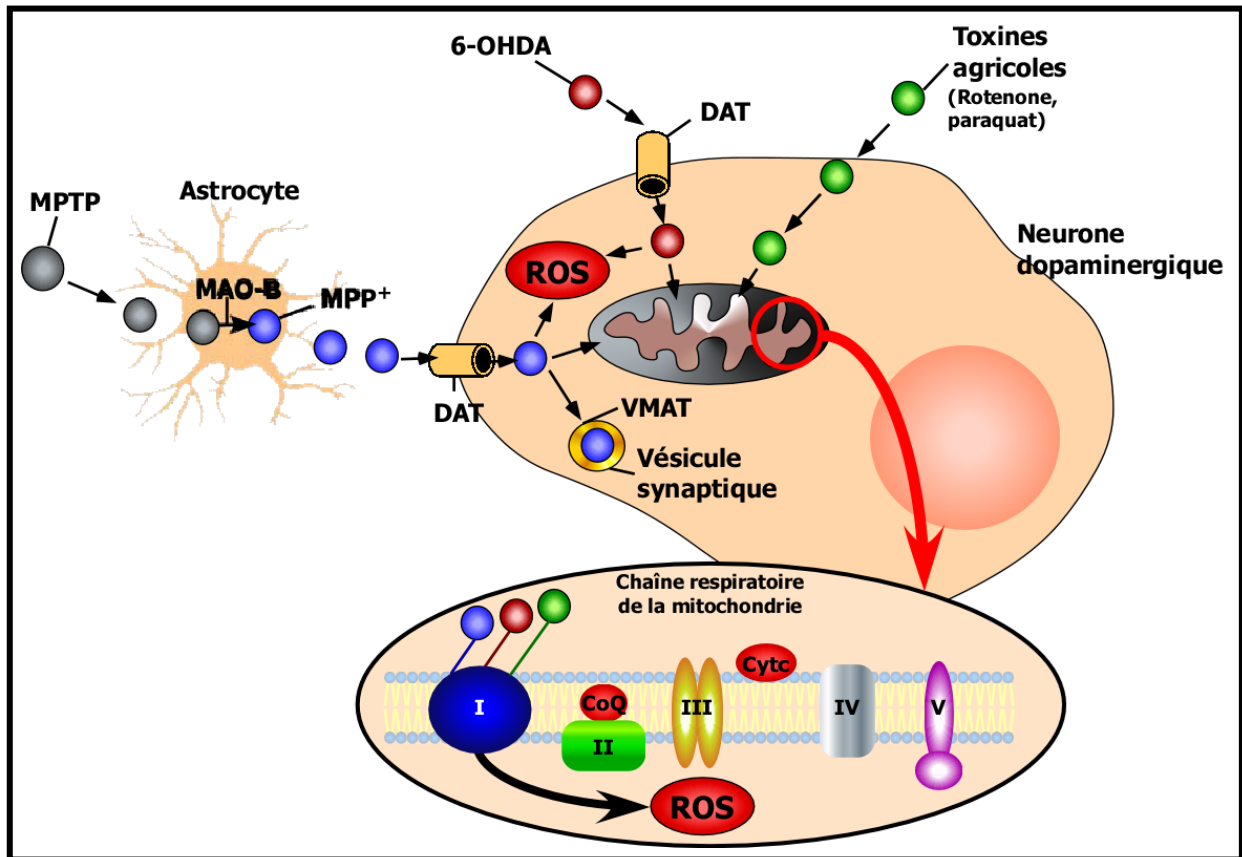 6-OHDA
Toxines
agricoles
(Rotenone,
paraquat)
DAT
Astrocyte
MPTP
MAO-B
MPP+
ROS
Neurone
dopaminergique
DAT
VMAT
Vésicule
synaptique
Chaîne respiratoire
de la mitochondrie
I
CoQ
II
III
Cytc
IV
V
ROS